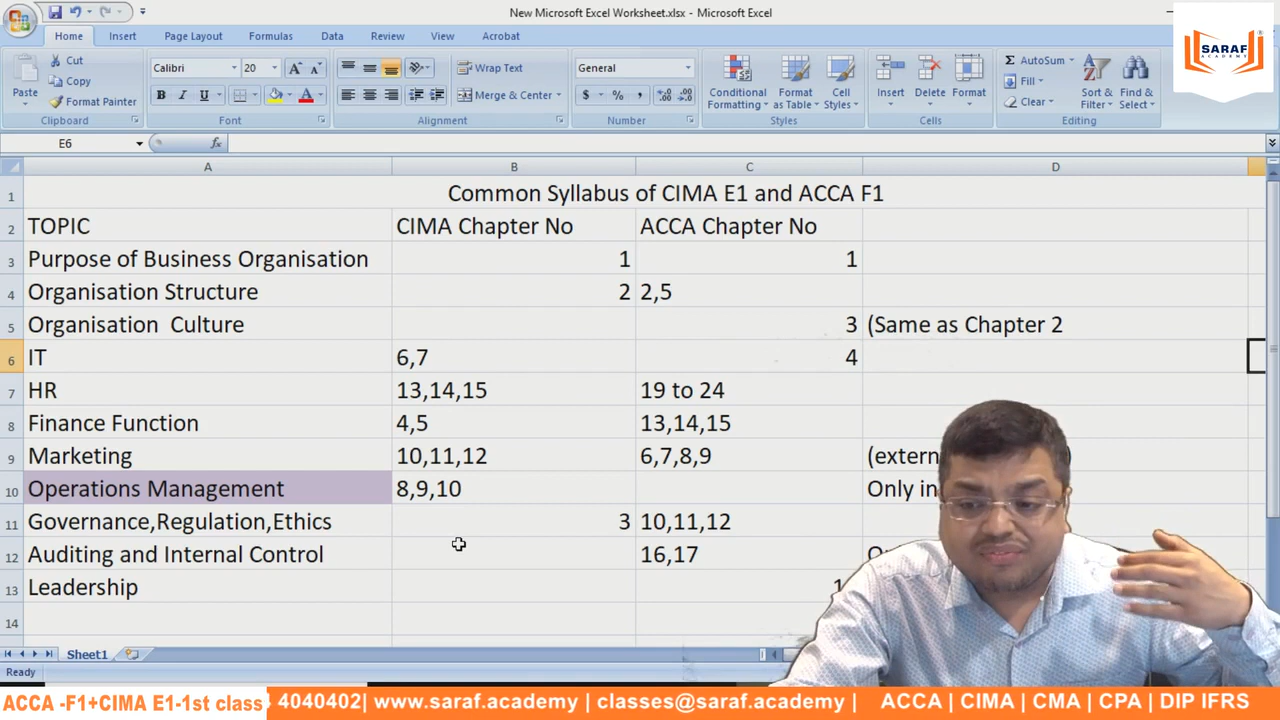 New Microsoft Excel Worksheet.xlsx - Microsoft Excel
SARAF
ACADEMY
Home Insert Page Layout Formulas Data Review View Acrobat
Cut
Copy
Format Painter
Paste
Clipboard
Calibri 20
B I U
Font
Wrap Text
Merge & Center
Alignment
General
$ % ,
Number
Conditional Formatting
Format as Table
Cell Styles
Styles
Insert Delete Format
Cells
AutoSum
Fill
Clear
Sort & Filter
Find & Select
Editing
E6 fx
A B C D
1 Common Syllabus of CIMA E1 and ACCA F1
2 TOPIC CIMA Chapter No ACCA Chapter No
3 Purpose of Business Organisation 1 1
4 Organisation Structure 2 2,5
5 Organisation Culture 3 (Same as Chapter 2
6 IT 6,7 4
7 HR 13,14,15 19 to 24
8 Finance Function 4,5 13,14,15
9 Marketing 10,11,12 6,7,8,9
10 Operations Management 8,9,10 Only in
11 Governance,Regulation,Ethics 3 10,11,12
12 Auditing and Internal Control 16,17
13 Leadership
14
Sheet1
Ready
ACCA -F1+CIMA E1-1st class 4040402| www.saraf.academy | classes@saraf.academy | ACCA | CIMA | CMA | CPA | DIP IFRS